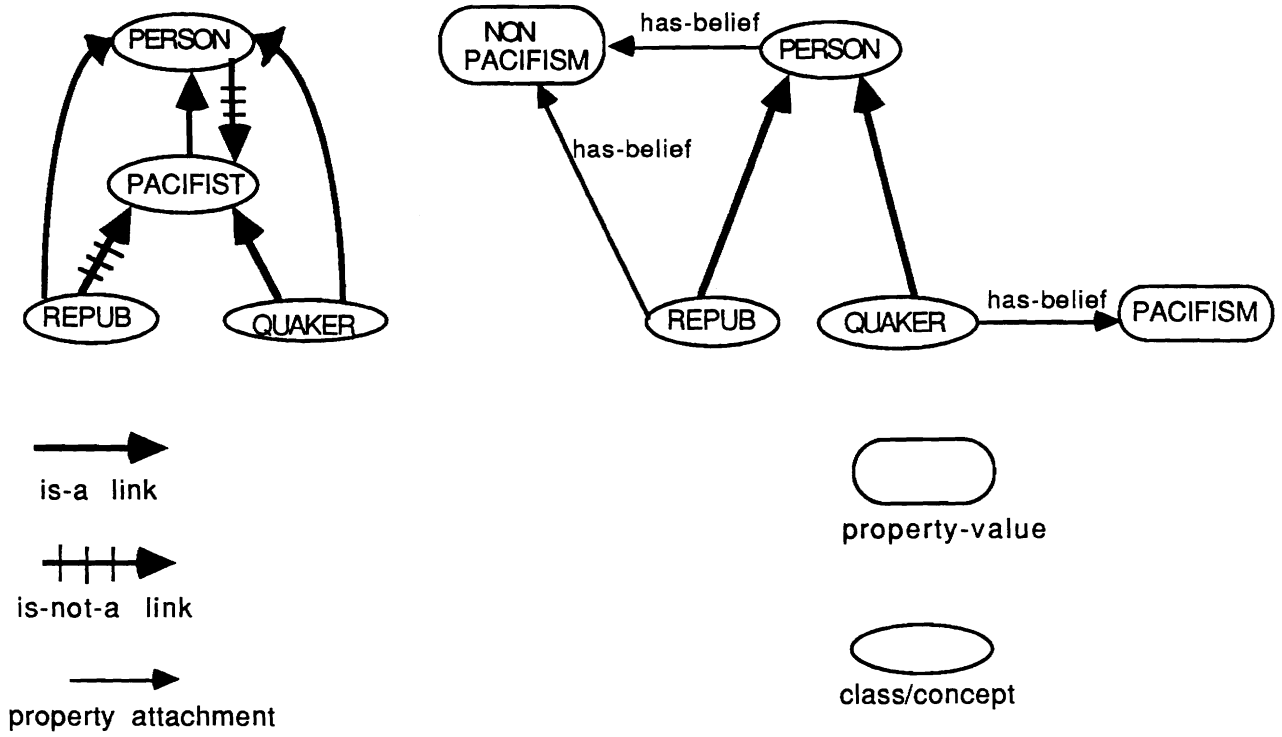 PERSON
PACIFIST
REPUB
QUAKER
NON
PACIFISM
has-belief
PERSON
has-belief
REPUB
QUAKER
has-belief
PACIFISM
is-a link
is-not-a link
property attachment
property-value
class/concept